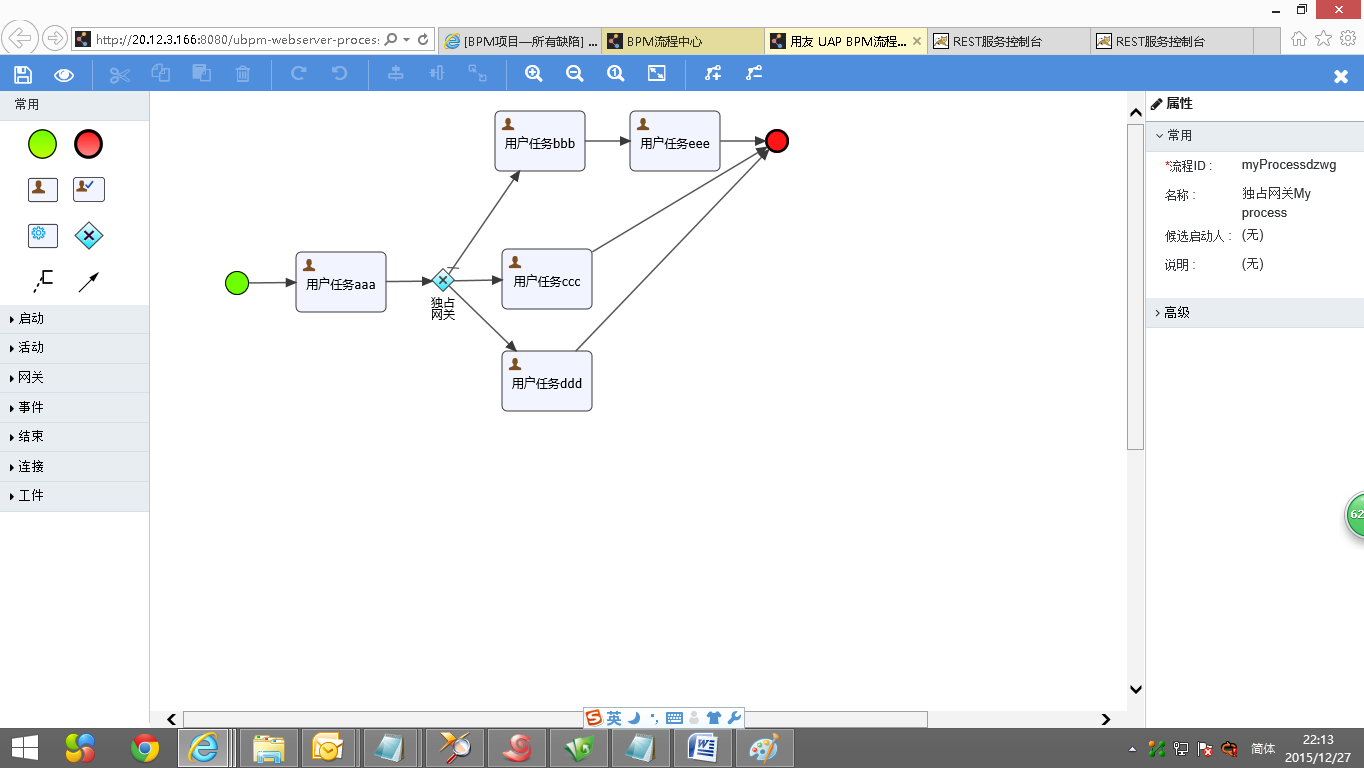 http://20.12.3.166:8080/ubpm-webserver-process
[BPM项目—所有缺陷] ...
BPM流程中心
用友 UAP BPM流程...
REST服务控制台
REST服务控制台
常用
属性
常用
*流程ID :
myProcessdzwg
名称 :
独占网关My
process
候选启动人 :
(无)
说明 :
(无)
高级
用户任务bbb
用户任务eee
用户任务aaa
用户任务ccc
独占
网关
用户任务ddd
启动
活动
网关
事件
结束
连接
工件
62
英
简体
22:13
2015/12/27